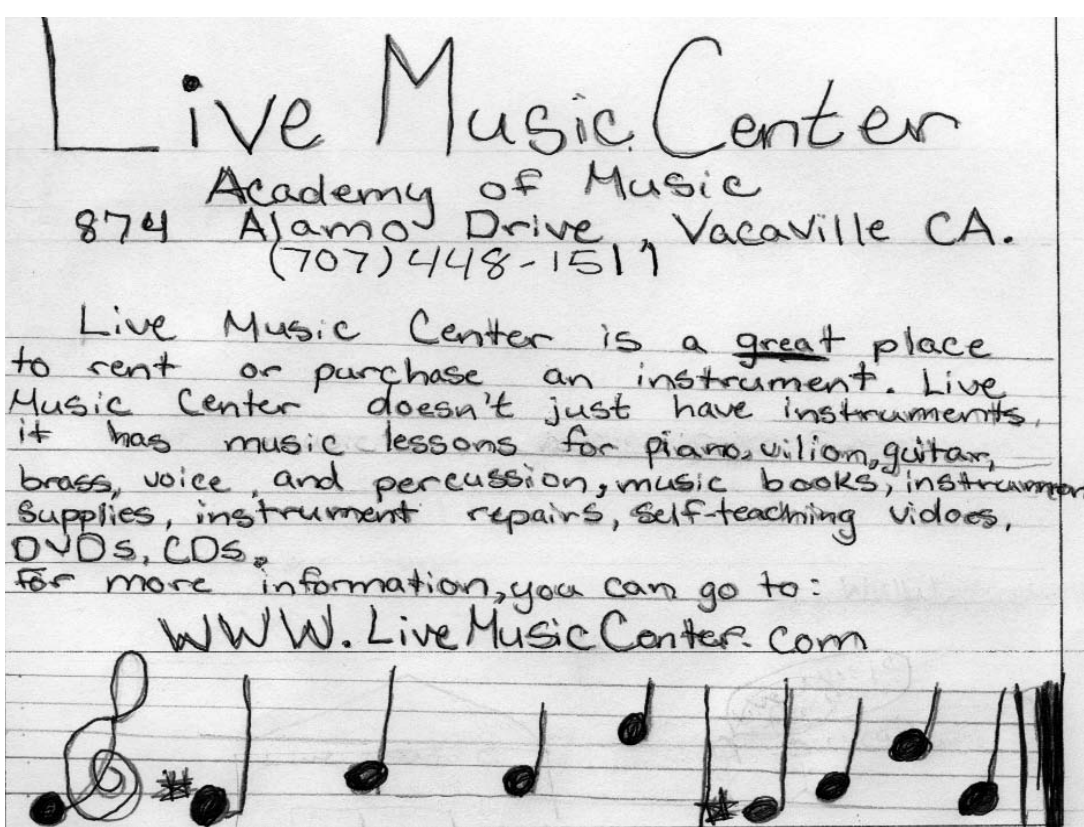 Live Music Center
Academy of Music
874 Alamo Drive, Vacaville CA.
(707)448-1511
Live Music Center is a great place
to rent or purchase an instrument. Live
Music Center doesn't just have instruments,
it has music lessons for piano, vilion, guitar,
brass, voice, and percussion, music books, instrumen
supplies, instrument repairs, self-teaching vidoes,
DVDs, CDs,
for more information, you can go to:
WWW.LiveMusicCenter.com